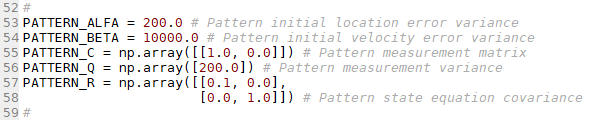 52 #
53 PATTERN_ALFA = 200.0 # Pattern initial location error variance
54 PATTERN_BETA = 10000.0 # Pattern initial velocity error variance
55 PATTERN_C = np.array([[1.0, 0.0]]) # Pattern measurement matrix
56 PATTERN_Q = np.array([200.0]) # Pattern measurement variance
57 PATTERN_R = np.array([[0.1, 0.0],
58                       [0.0, 1.0]]) # Pattern state equation covariance
59 #